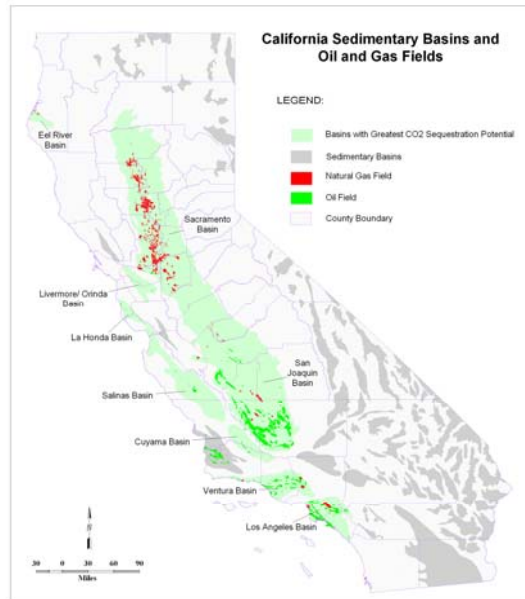 California Sedimentary Basins and
Oil and Gas Fields
LEGEND:
Basins with Greatest CO2 Sequestration Potential
Sedimentary Basins
Natural Gas Field
Oil Field
County Boundary
Eel River
Basin
Sacramento
Basin
Livermore/ Orinda
Basin
La Honda Basin
San
Joaquin
Basin
Salinas Basin
Cuyama Basin
Ventura Basin
Los Angeles Basin
N
30 0 30 60 90
Miles